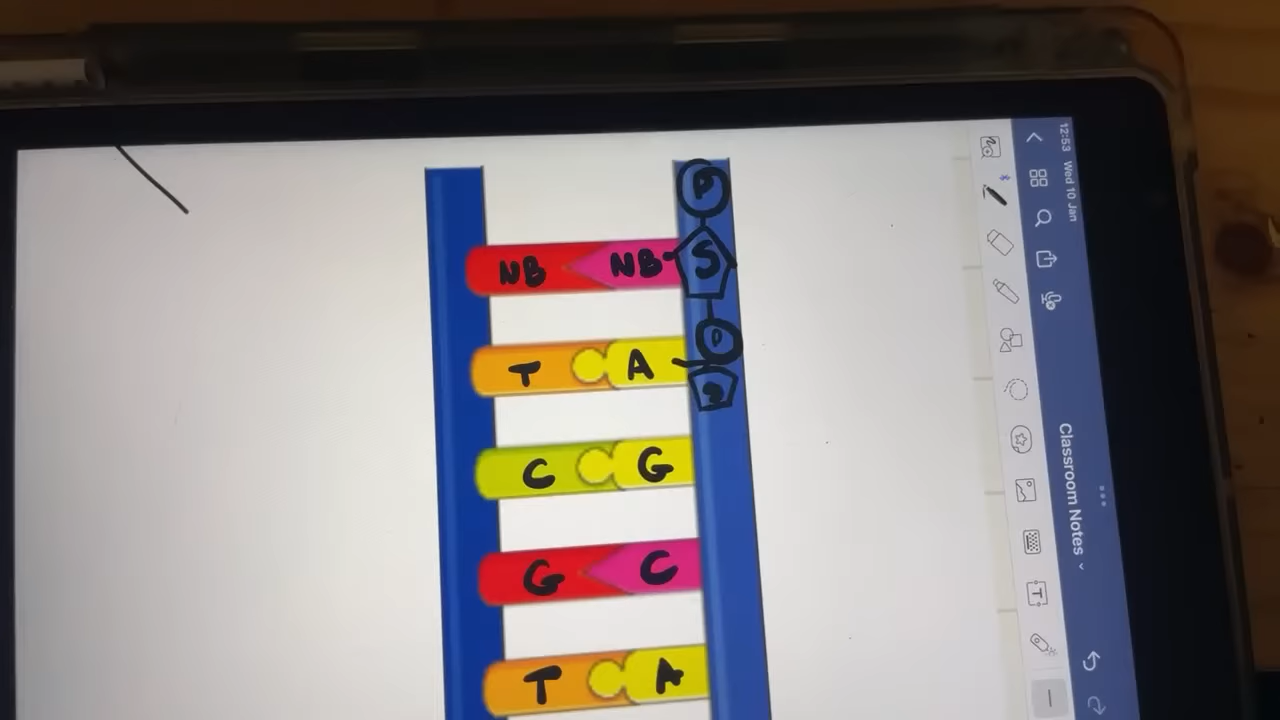 12:53 Wed 10 Jan
Classroom Notes
P
NB NB S
P
T A S
C G
G C
T A